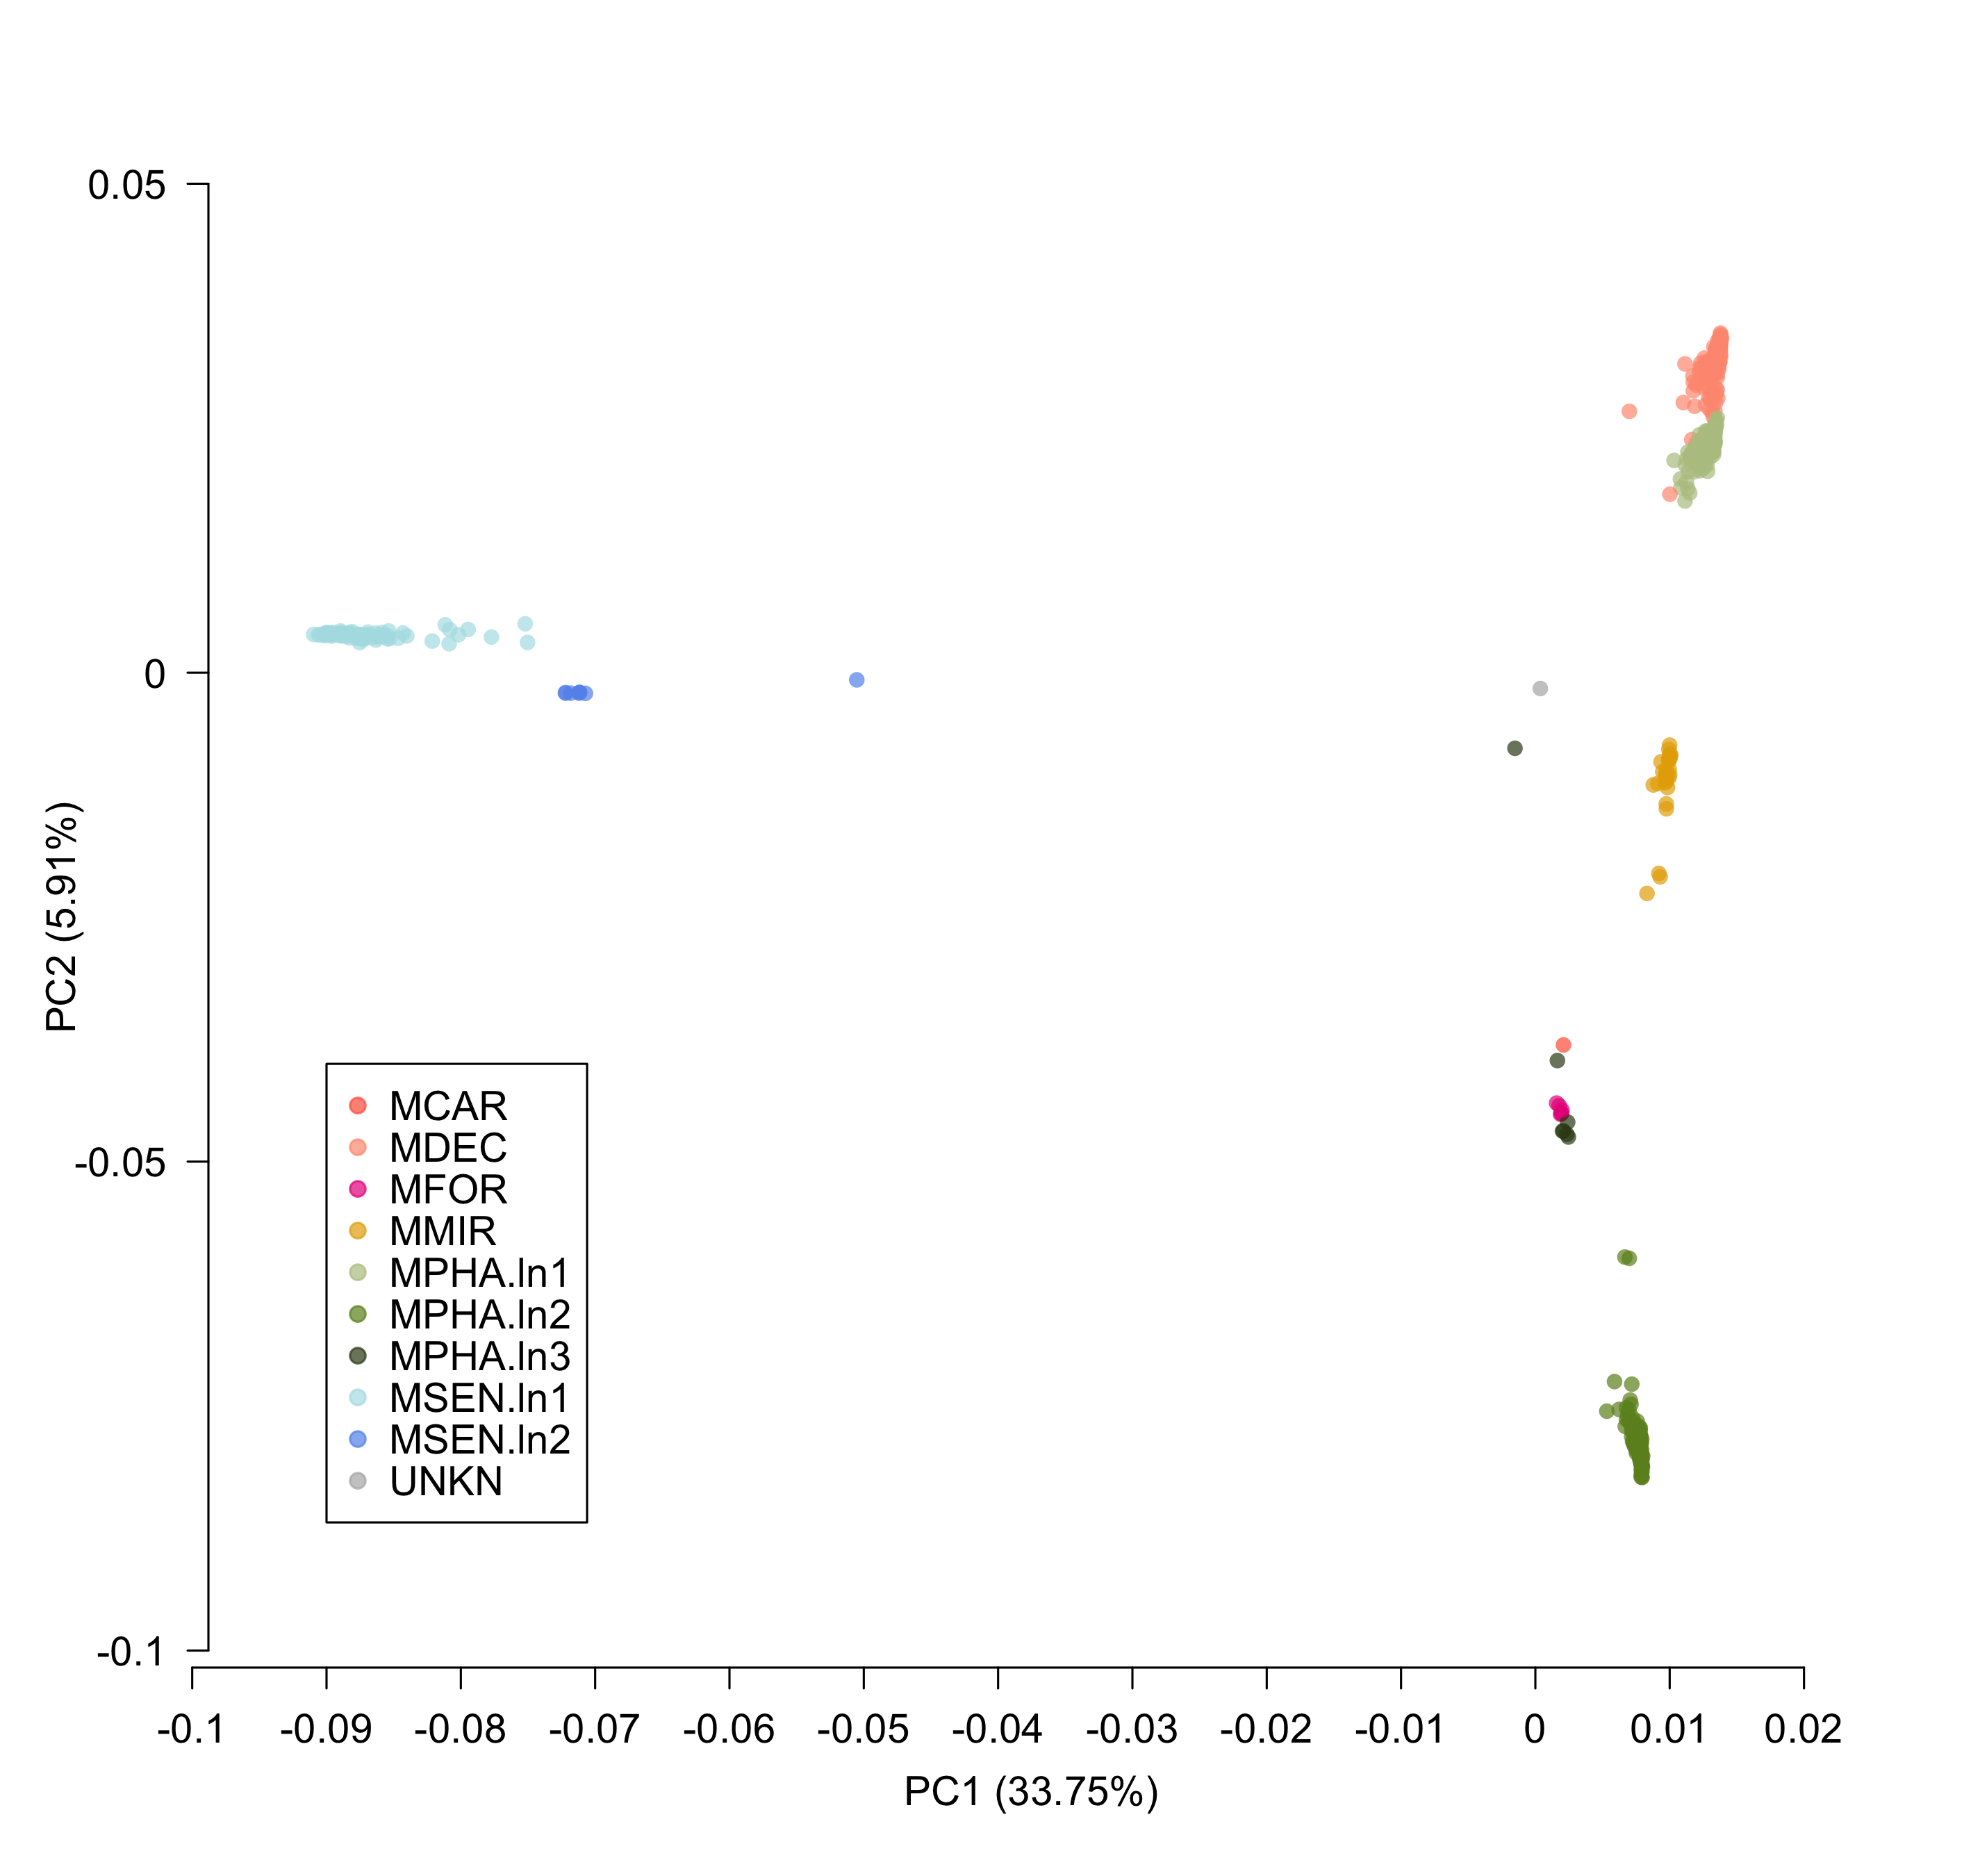 0.05
0
-0.05
-0.1
PC2 (5.91%)
MCAR
MDEC
MFOR
MMIR
MPHA.ln1
MPHA.ln2
MPHA.ln3
MSEN.ln1
MSEN.ln2
UNKN
-0.1 -0.09 -0.08 -0.07 -0.06 -0.05 -0.04 -0.03 -0.02 -0.01 0 0.01 0.02
PC1 (33.75%)